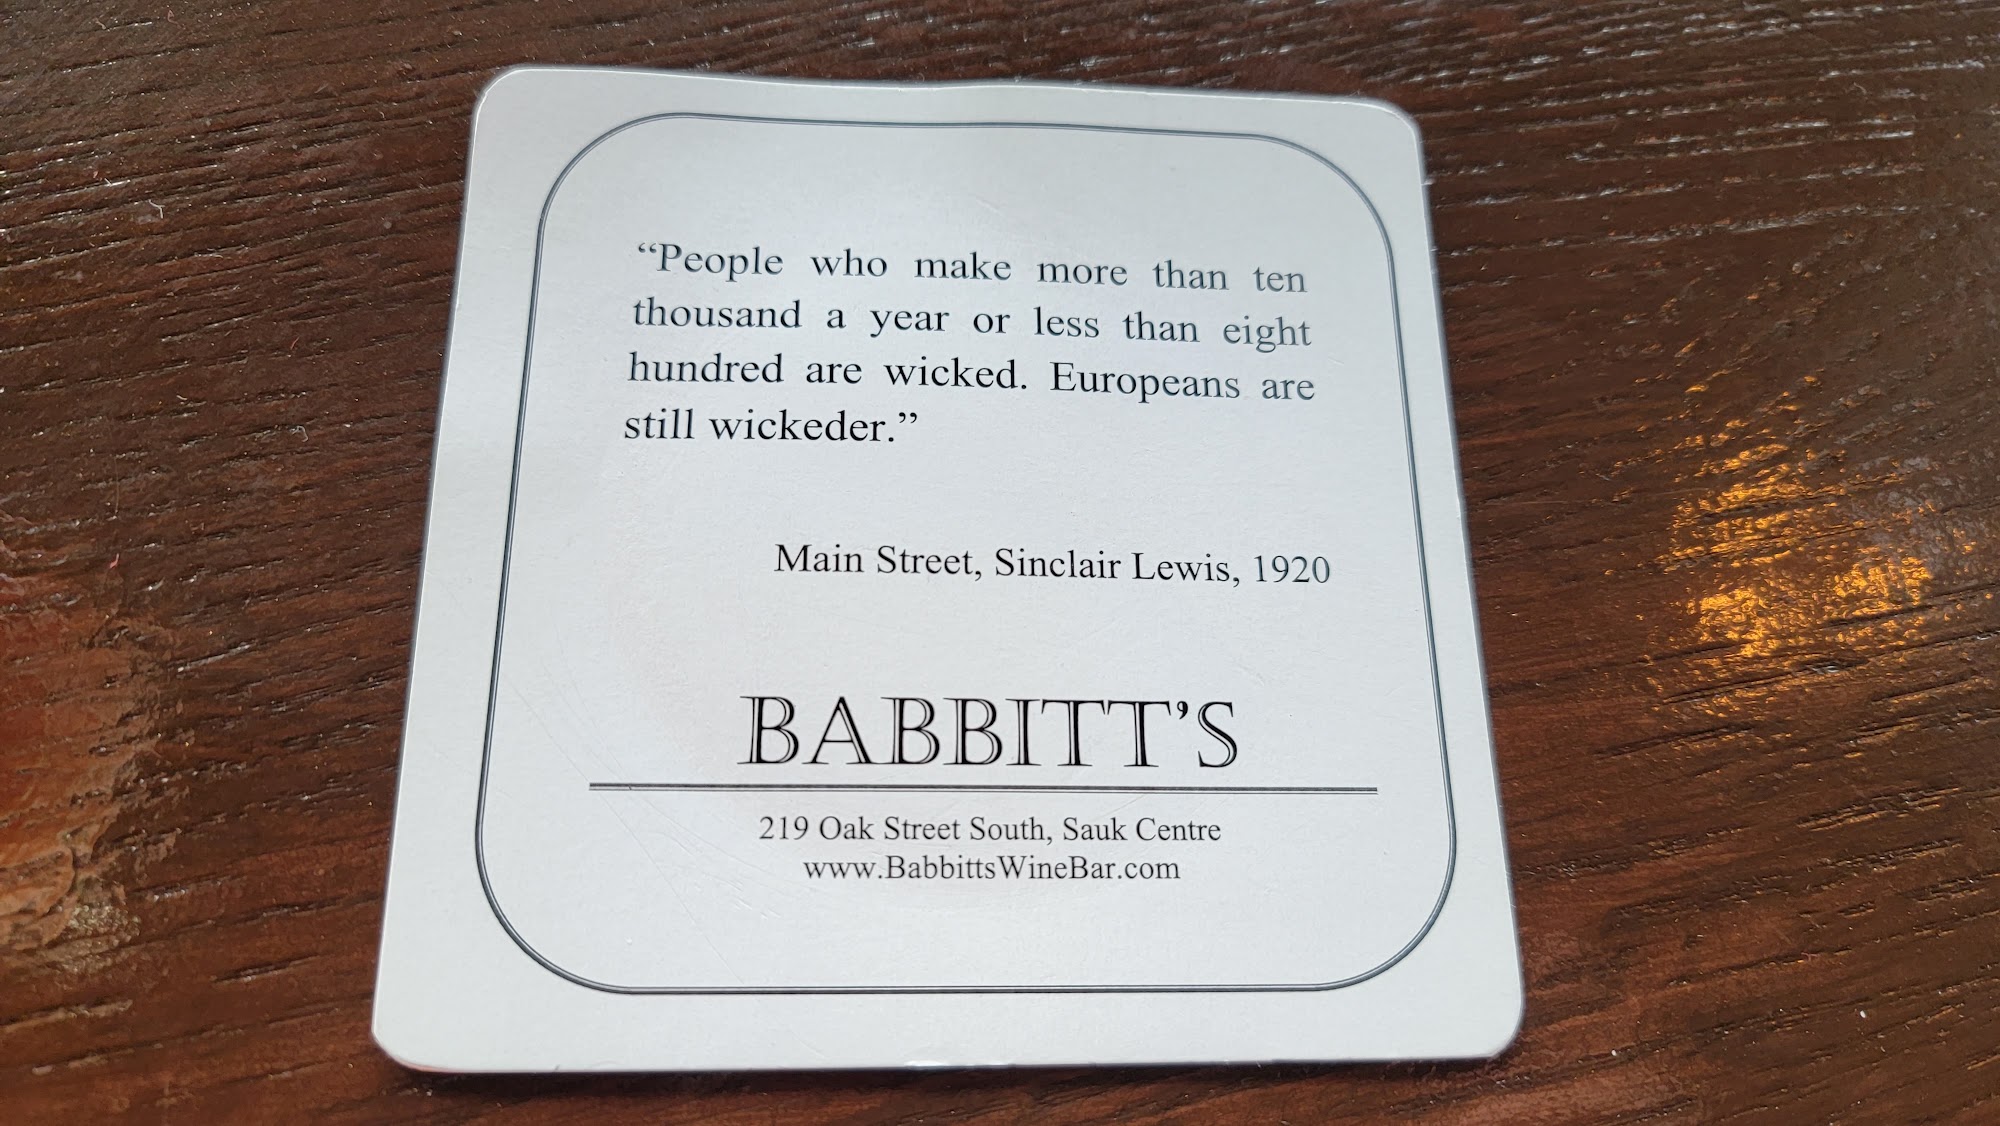 “People who make more than ten
thousand a year or less than eight
hundred are wicked. Europeans are
still wickeder.”
Main Street, Sinclair Lewis, 1920
BABBITT’S
219 Oak Street South, Sauk Centre
www.BabbittsWineBar.com